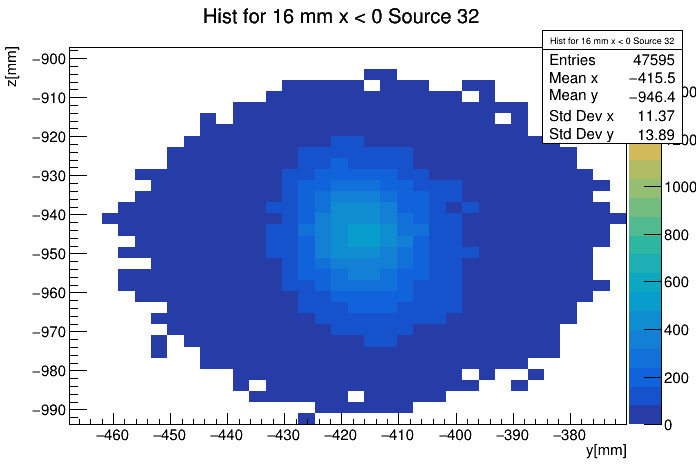 Hist for 16 mm x < 0 Source 32
Hist for 16 mm x < 0 Source 32
Entries 47595
Mean x −415.5
Mean y −946.4
Std Dev x 11.37
Std Dev y 13.89
z[mm]
−900
−910
−920
−930
−940
−950
−960
−970
−980
−990
−460 −450 −440 −430 −420 −410 −400 −390 −380
y[mm]
1000
800
600
400
200
0